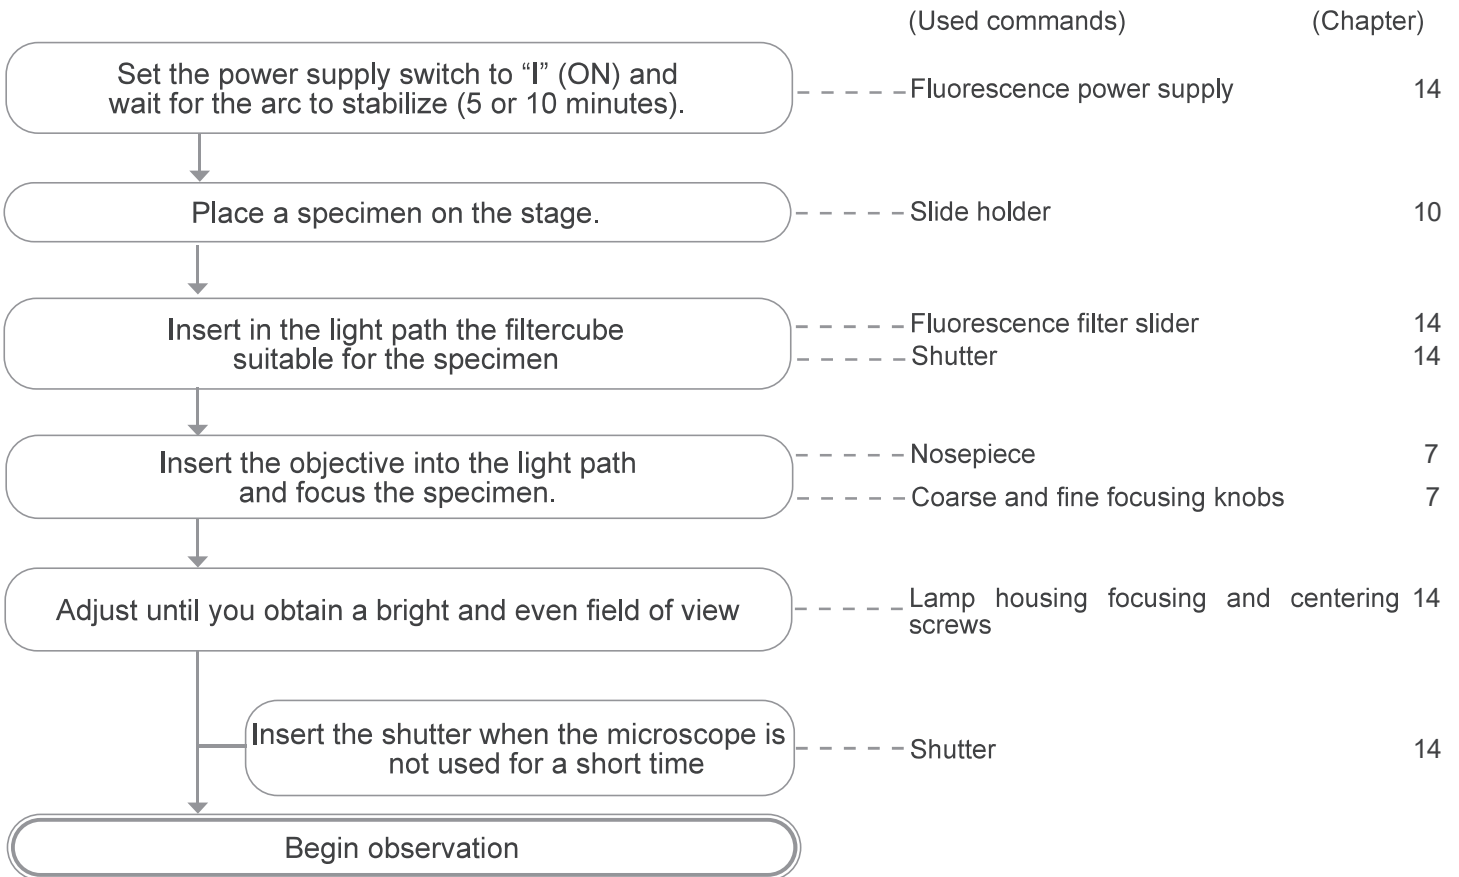 (Used commands) (Chapter)
Set the power supply switch to “I” (ON) and
wait for the arc to stabilize (5 or 10 minutes).
Fluorescence power supply 14
Place a specimen on the stage.
Slide holder 10
Insert in the light path the filtercube
suitable for the specimen
Fluorescence filter slider 14
Shutter 14
Insert the objective into the light path
and focus the specimen.
Nosepiece 7
Coarse and fine focusing knobs 7
Adjust until you obtain a bright and even field of view
Lamp housing focusing and centering 14
screws
Insert the shutter when the microscope is
not used for a short time
Shutter 14
Begin observation